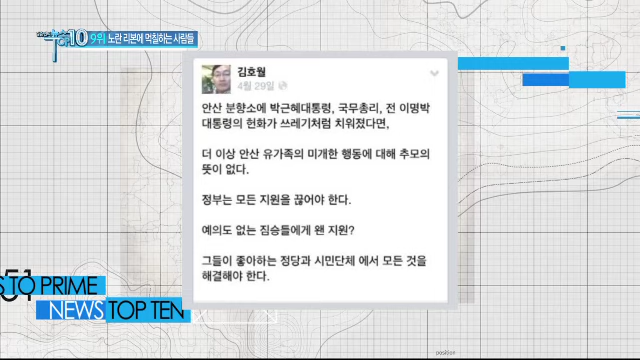 TOP10 9위 노란 리본에 먹칠하는 사람들
김호월
4월 29일
안산 분향소에 박근혜대통령, 국무총리, 전 이명박
대통령의 헌화가 쓰레기처럼 치워졌다면,
더 이상 안산 유가족의 미개한 행동에 대해 추모의
뜻이 없다.
정부는 모든 지원을 끊어야 한다.
예의도 없는 짐승들에게 왠 지원?
그들이 좋아하는 정당과 시민단체 에서 모든 것을
해결해야 한다.
51
S TO PRIME
NEWS TOP TEN
position